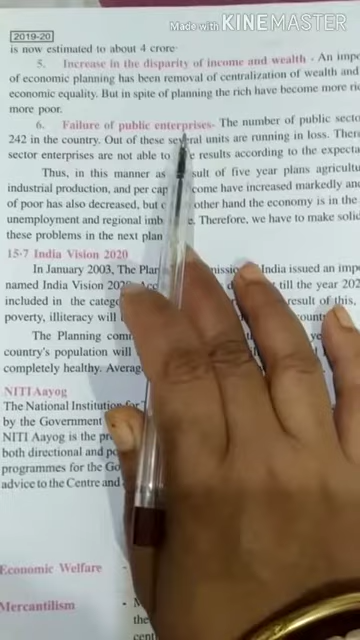 Made with KINEMASTER
2019-20
is now estimated to about 4 crore.
5. Increase in the disparity of income and wealth - An impo
of economic planning has been removal of centralization of wealth and
economic equality. But in spite of planning the rich have become more ric
more poor.
6. Failure of public enterprises- The number of public secto
242 in the country. Out of these several units are running in loss. Ther
sector enterprises are not able to results according to the expecta
Thus, in this manner as sult of five year plans agricultu
industrial production, and per cap come have increased markedly an
of poor has also decreased, but other hand the economy is in the
unemployment and regional imb Therefore, we have to make solid
these problems in the next plan
15·7 India Vision 2020
In January 2003, The Plan mission India issued an imp
named India Vision 2020 till the year 202
included in the catego result of this,
poverty, illiteracy will
The Planning com
country's population will
completely healthy. Averag
NITI Aayog
The National Institution for
by the Government
NITI Aayog is the pr
both directional and po
programmes for the Go
advice to the Centre and
Economic Welfare -
Mercantilism -
the
cent